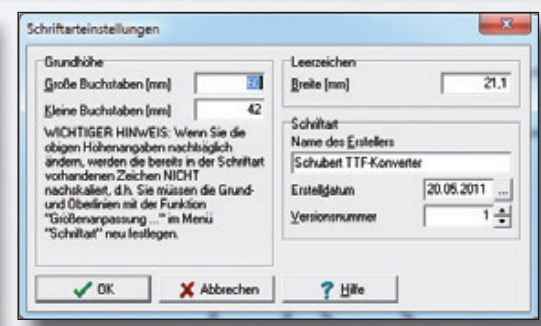 Schriftarteinstellungen
Grundhöhe
Große Buchstaben [mm]
Kleine Buchstaben [mm] 42
WICHTIGER HINWEIS: Wenn Sie die
obigen Höhenangaben nachträglich
ändern, werden die bereits in der Schriftart
vorhandenen Zeichen NICHT
nachskaliert, d.h. Sie müssen die Grund-
und Oberlinien mit der Funktion
"Größenanpassung ..." im Menü
"Schriftart" neu festlegen.
Leerzeichen
Breite [mm] 21,1
Schriftart
Name des Erstellers
Schubert TTF-Konverter
Erstelldatum 20.05.2011 ...
Versionsnummer 1
OK
Abbrechen
? Hilfe